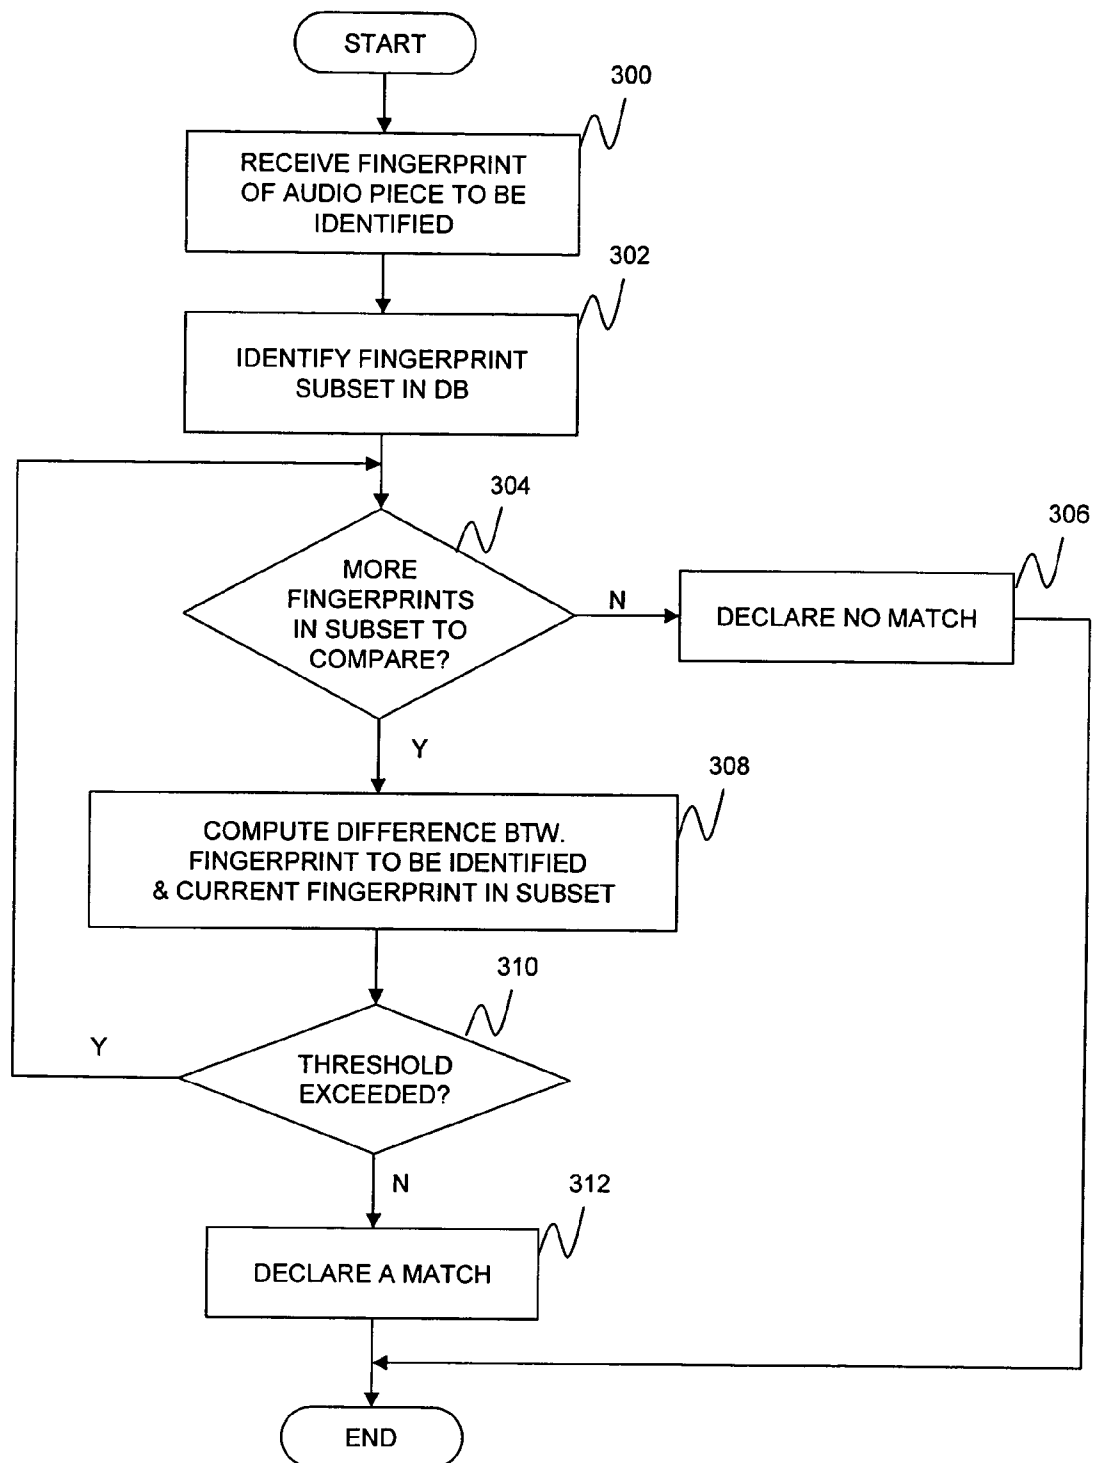 START
300
RECEIVE FINGERPRINT
OF AUDIO PIECE TO BE
IDENTIFIED
302
IDENTIFY FINGERPRINT
SUBSET IN DB
304
MORE
FINGERPRINTS
IN SUBSET TO
COMPARE?
N
306
DECLARE NO MATCH
Y
308
COMPUTE DIFFERENCE BTW.
FINGERPRINT TO BE IDENTIFIED
& CURRENT FINGERPRINT IN SUBSET
310
Y
THRESHOLD
EXCEEDED?
N
312
DECLARE A MATCH
END